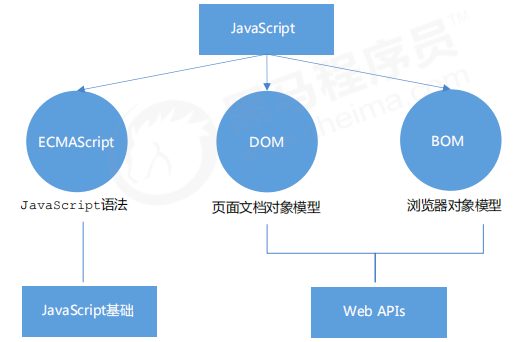 JavaScript
黑马程序员™
itheima.com
ECMAScript
DOM
BOM
JavaScript语法
页面文档对象模型
浏览器对象模型
JavaScript基础
Web APIs